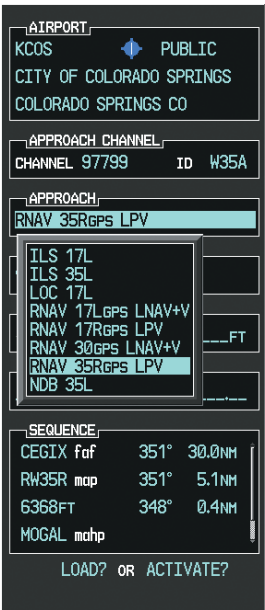 AIRPORT
KCOS PUBLIC
CITY OF COLORADO SPRINGS
COLORADO SPRINGS CO
APPROACH CHANNEL
CHANNEL 97799 ID W35A
APPROACH
RNAV 35RGPS LPV
ILS 17L
ILS 35L
LOC 17L
RNAV 17LGPS LNAV+V
RNAV 17RGPS LPV
RNAV 30GPS LNAV+V
RNAV 35RGPS LPV
NDB 35L
___FT
__.__
SEQUENCE
CEGIX faf 351° 30.0NM
RW35R map 351° 5.1NM
6368FT 348° 0.4NM
MOGAL mahp
LOAD? OR ACTIVATE?